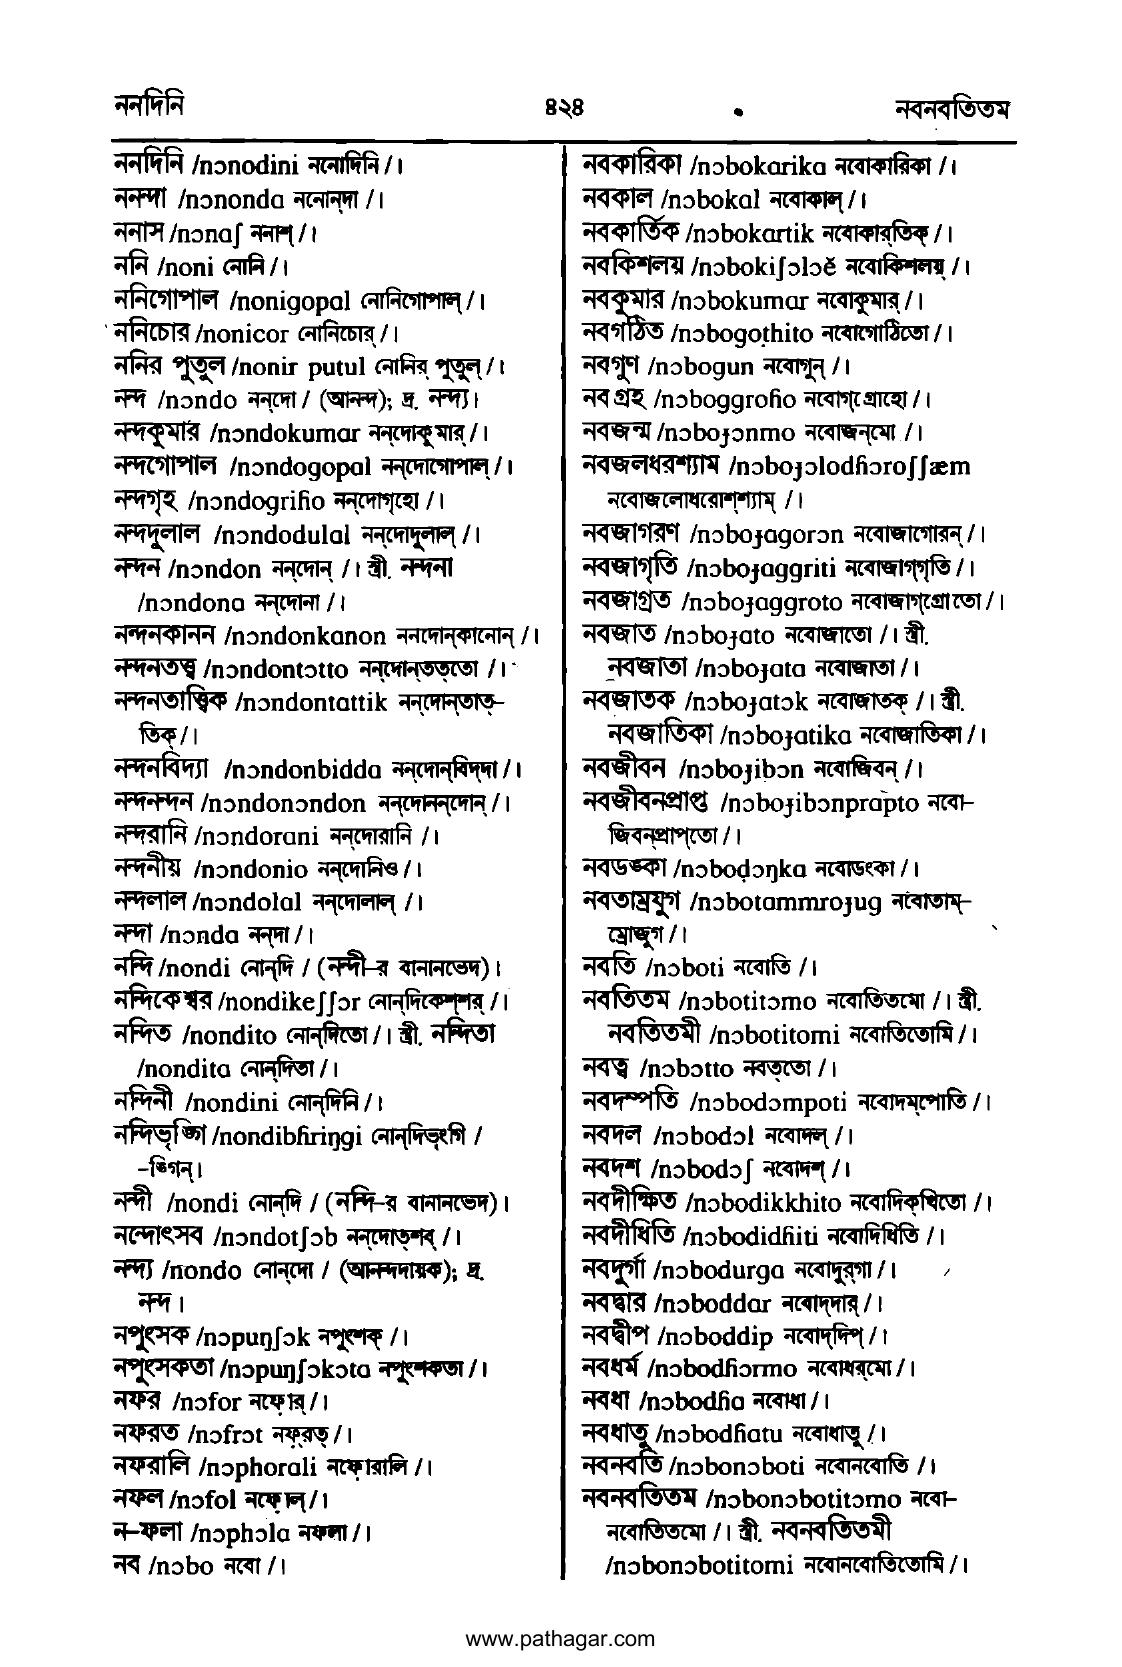 ননদিনি
৪২৪
নবনবতিতম
ননদিনি /nɔnodini ননোদিনি/।
ননন্দা /nɔnonda ননোন্‌দা /।
ননাস /nɔnaʃ ননাশ্/।
ননি /noni নোনি/।
ননিগোপাল /nonigopal নোনিগোপাল্/।
ননিচোর /nonicor নোনিচোর্/।
ননির পুতুল /nonir putul নোনির্ পুতুল্/।
নন্দ /nɔndo নন্‌দো / (আনন্দ); দ্র. নন্দ্য।
নন্দকুমার /nɔndokumar নন্‌দোকুমার্/।
নন্দগোপাল /nɔndogopal নন্‌দোগোপাল্/।
নন্দগৃহ /nɔndogriɦo নন্‌দোগৃহো /।
নন্দদুলাল /nɔndodulal নন্‌দোদুলাল্ /।
নন্দন /nɔndon নন্‌দোন্ /। স্ত্রী. নন্দনা
/nɔndona নন্‌দোনা /।
নন্দনকানন /nɔndonkanon নন্‌দোন্‌কানোন্ /।
নন্দনতত্ত্ব /nɔndontɔtto নন্‌দোন্‌তত্‌তো /।
নন্দনতাত্ত্বিক /nɔndontattik নন্‌দোন্‌তাত্-
তিক্/।
নন্দনবিদ্যা /nɔndonbidda নন্‌দোন্‌বিদ্‌দা /।
নন্দনন্দন /nɔndonɔndon নন্‌দোনন্‌দোন্ /।
নন্দরানি /nɔndorani নন্‌দোরানি /।
নন্দনীয় /nɔndonio নন্‌দোনিও /।
নন্দলাল /nɔndolal নন্‌দোলাল্ /।
নন্দা /nɔnda নন্‌দা /।
নন্দি /nondi নোন্‌দি / (নন্দী-র বানানভেদ)।
নন্দিকেশ্বর /nondikeʃʃɔr নোন্‌দিকেশ্‌শর্ /।
নন্দিত /nondito নোন্‌দিতো /। স্ত্রী. নন্দিতা
/nondita নোন্‌দিতা /।
নন্দিনী /nondini নোন্‌দিনি /।
নন্দিভৃঙ্গি /nondibɦiriŋgi নোন্‌দিভৃংগি /
-ভিগন্।
নন্দী /nondi নোন্‌দি / (নন্দি-র বানানভেদ)।
নন্দোৎসব /nɔndotʃɔb নন্‌দোত্‌শব্ /।
নন্দ্য /nondo নোন্‌দো / (আনন্দদায়ক); দ্র.
নন্দ।
নপুংসক /nɔpuŋʃɔk নপুংশক্ /।
নপুংসকতা /nɔpuŋʃɔkɔta নপুংশকতা /।
নফর /nɔfor নফ়োর্ /।
নফরত /nɔfrɔt নফ়্‌রত্ /।
নফরালি /nɔphorali নফ়োরালি /।
নফল /nɔfol নফ়োল্ /।
ন-ফলা /nɔphɔla নফলা /।
নব /nɔbo নবো /।
নবকারিকা /nɔbokarika নবোকারিকা /।
নবকাল /nɔbokal নবোকাল্ /।
নবকার্তিক /nɔbokartik নবোকার্‌তিক্ /।
নবকিশলয় /nɔbokiʃɔlɔĕ নবোকিশলয়্ /।
নবকুমার /nɔbokumar নবোকুমার্ /।
নবগঠিত /nɔbogoṭhito নবোগোঠিতো /।
নবগুণ /nɔbogun নবোগুন্ /।
নবগ্রহ /nɔboggroɦo নবোগ্‌গ্রোহো /।
নবজন্ম /nɔboɟɔnmo নবোজন্‌মো /।
নবজলধরশ্যাম /nɔboɟɔlodɦɔroʃʃæm
নবোজলোধরোশ্‌শ্যাম্ /।
নবজাগরণ /nɔboɟagorɔn নবোজাগোরন্ /।
নবজাগৃতি /nɔboɟaggriti নবোজাগ্‌গৃতি /।
নবজাগ্রত /nɔboɟaggroto নবোজাগ্‌গ্রোতো /।
নবজাত /nɔboɟato নবোজাতো /। স্ত্রী.
নবজাতা /nɔboɟata নবোজাতা /।
নবজাতক /nɔboɟatɔk নবোজাতক্ /। স্ত্রী.
নবজাতিকা /nɔboɟatika নবোজাতিকা /।
নবজীবন /nɔboɟibɔn নবোজিবন্ /।
নবজীবনপ্রাপ্ত /nɔboɟibɔnprapto নবো-
জিবন্‌প্রাপ্‌তো /।
নবডঙ্কা /nɔboḍɔŋka নবোডংকা /।
নবতাম্রযুগ /nɔbotammroɟug নবোতাম্-
ম্রোজুগ /।
নবতি /nɔboti নবোতি /।
নবতিতম /nɔbotitɔmo নবোতিতমো /। স্ত্রী.
নবতিতমী /nɔbotitomi নবোতিতোমি /।
নবত্ব /nɔbɔtto নবত্‌তো /।
নবদম্পতি /nɔbodɔmpoti নবোদম্‌পোতি /।
নবদল /nɔbodɔl নবোদল্ /।
নবদশ /nɔbodɔʃ নবোদশ্ /।
নবদীক্ষিত /nɔbodikkhito নবোদিক্‌খিতো /।
নবদীধিতি /nɔbodidɦiti নবোদিধিতি /।
নবদুর্গা /nɔbodurga নবোদুর্‌গা /।
নবদ্বার /nɔboddar নবোদ্‌দার্ /।
নবদ্বীপ /nɔboddip নবোদ্‌দিপ্ /।
নবধর্ম /nɔbodɦɔrmo নবোধর্‌মো /।
নবধা /nɔbodɦa নবোধা /।
নবধাতু /nɔbodɦatu নবোধাতু /।
নবনবতি /nɔbonɔboti নবোনবোতি /।
নবনবতিতম /nɔbonɔbotitɔmo নবো-
নবোতিতমো /। স্ত্রী. নবনবতিতমী
/nɔbonɔbotitomi নবোনবোতিতোমি /।
www.pathagar.com